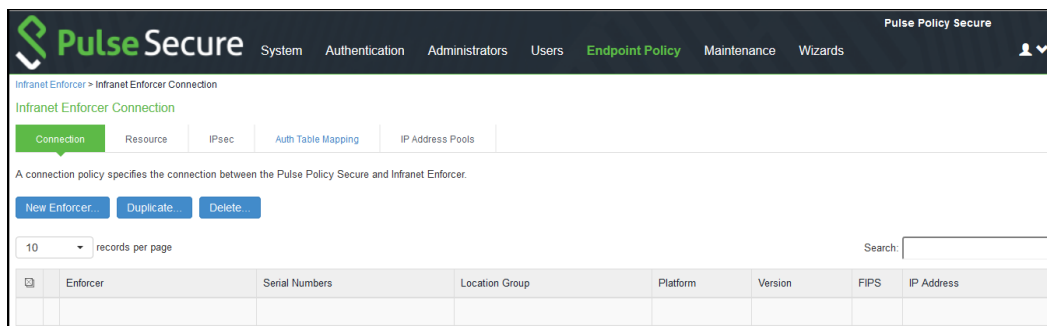 Pulse Policy Secure
Pulse Secure
System Authentication Administrators Users Endpoint Policy Maintenance Wizards
Infranet Enforcer > Infranet Enforcer Connection
Infranet Enforcer Connection
Connection Resource IPsec Auth Table Mapping IP Address Pools
A connection policy specifies the connection between the Pulse Policy Secure and Infranet Enforcer.
New Enforcer... Duplicate... Delete...
10 records per page Search:
Enforcer Serial Numbers Location Group Platform Version FIPS IP Address